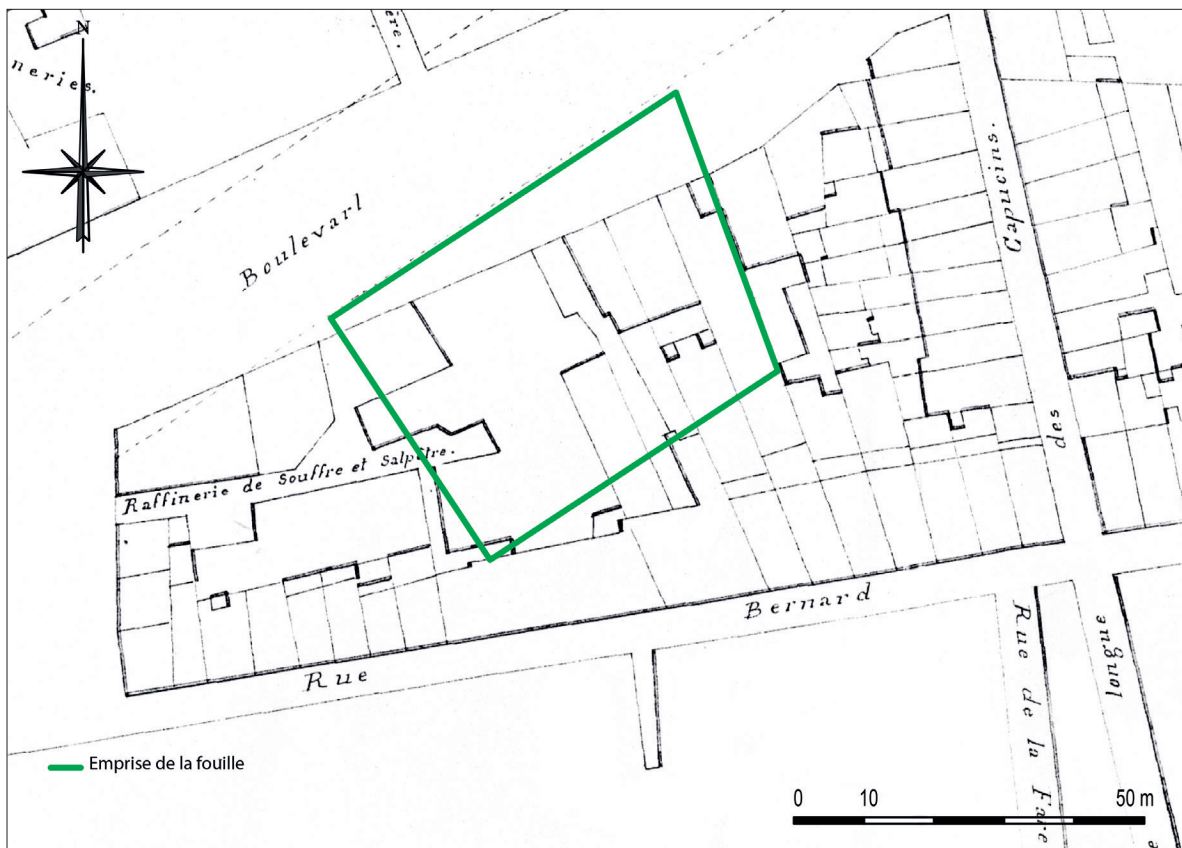 N
ère.
neries.
Boulevarl
Capucins.
des
Raffinerie de Souffre et Salpêtre.
Rue
Bernard
Rue de la Fare
Emprise de la fouille
0 10 50 m